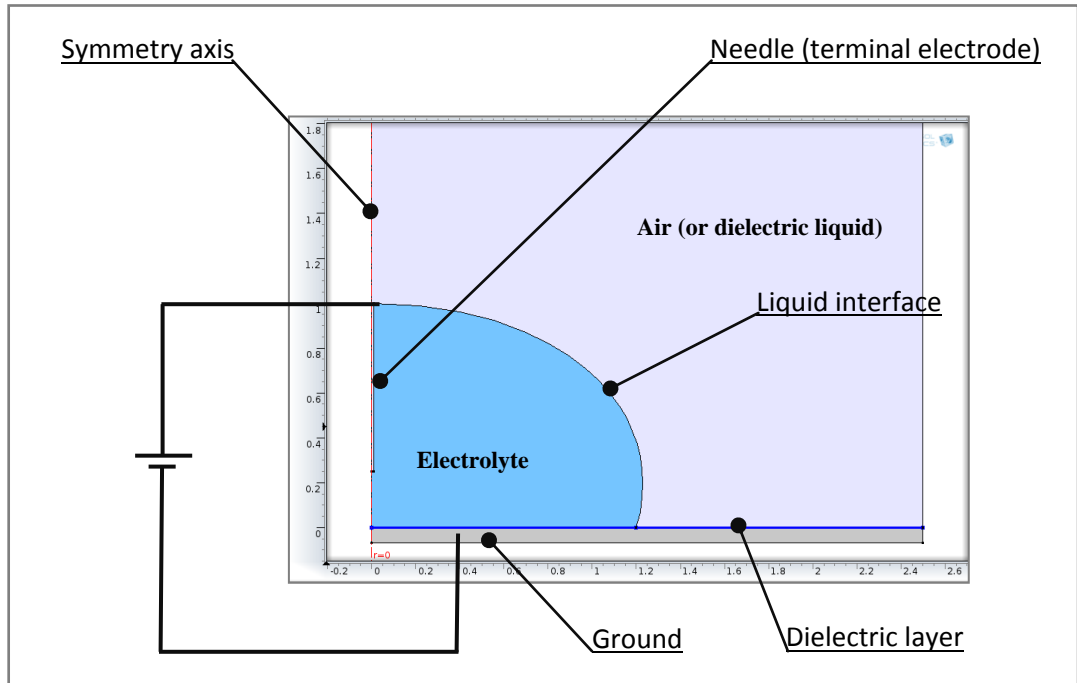 Symmetry axis
Needle (terminal electrode)
Air (or dielectric liquid)
Liquid interface
Electrolyte
Ground
Dielectric layer
1.8
1.6
1.4
1.2
1
0.8
0.6
0.4
0.2
0
r=0
-0.2 0 0.2 0.4 0.6 0.8 1 1.2 1.4 1.6 1.8 2 2.2 2.4 2.6